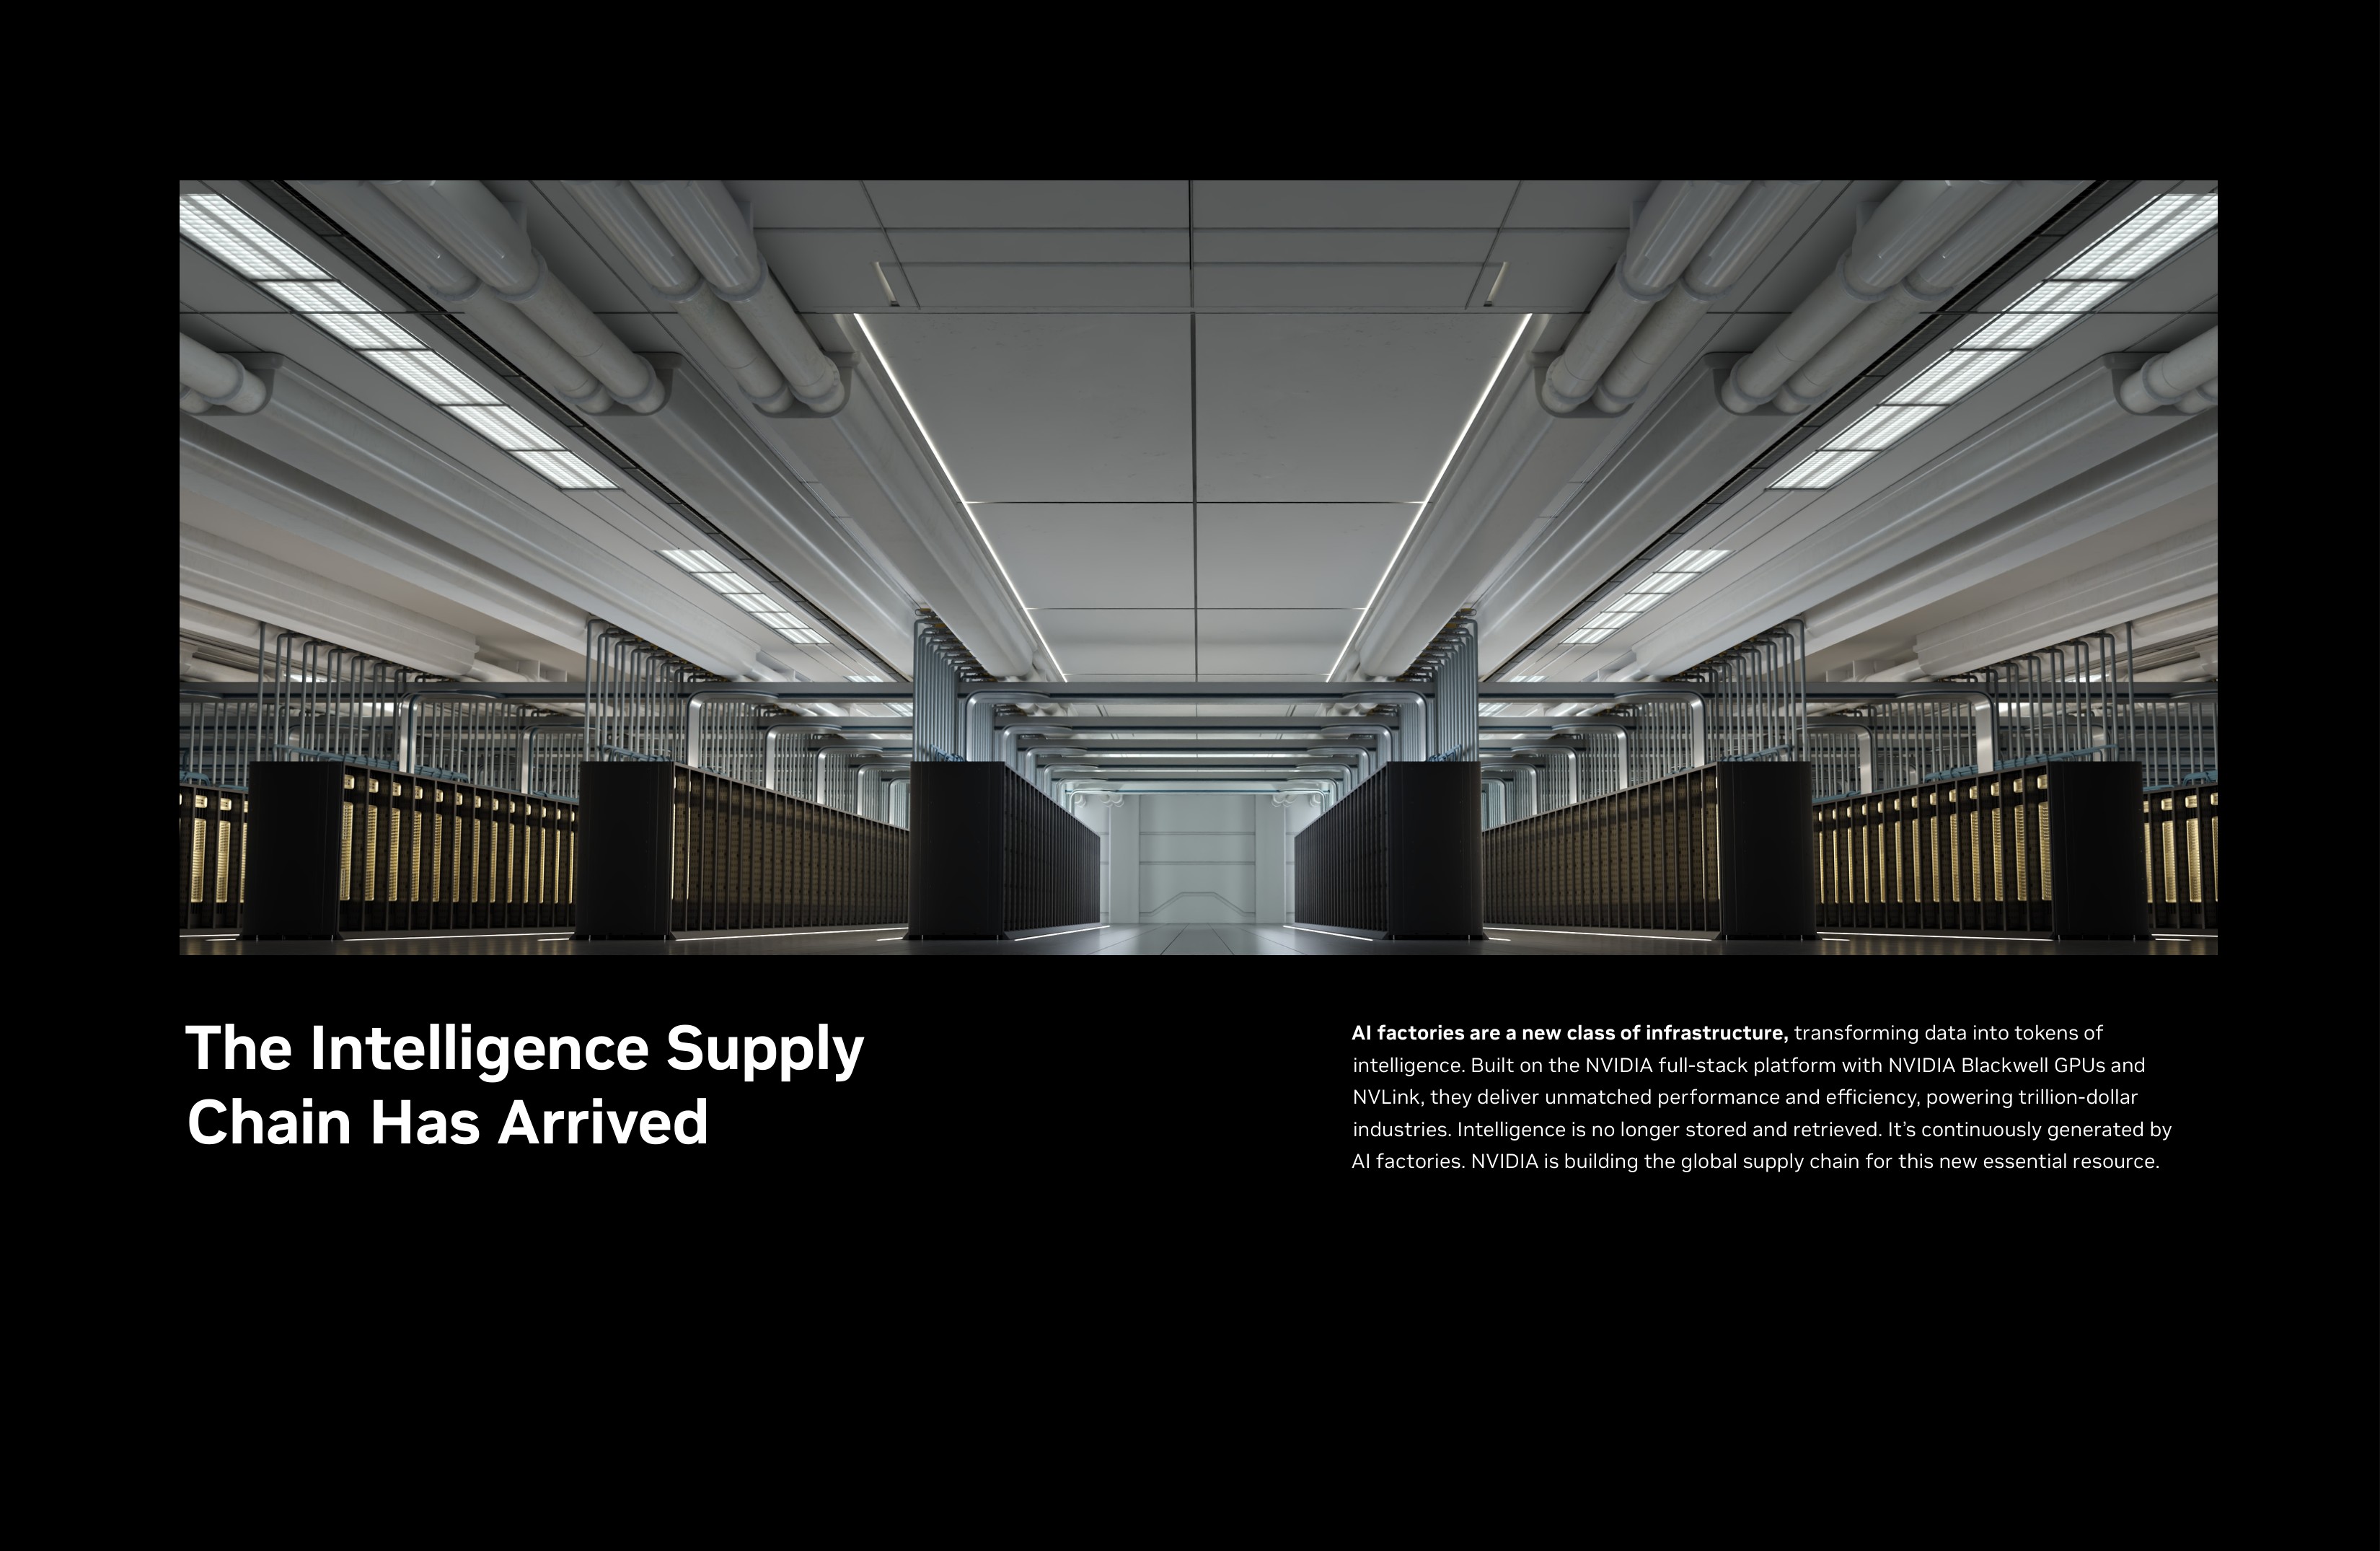 The Intelligence Supply
Chain Has Arrived
AI factories are a new class of infrastructure, transforming data into tokens of
intelligence. Built on the NVIDIA full-stack platform with NVIDIA Blackwell GPUs and
NVLink, they deliver unmatched performance and efficiency, powering trillion-dollar
industries. Intelligence is no longer stored and retrieved. It’s continuously generated by
AI factories. NVIDIA is building the global supply chain for this new essential resource.